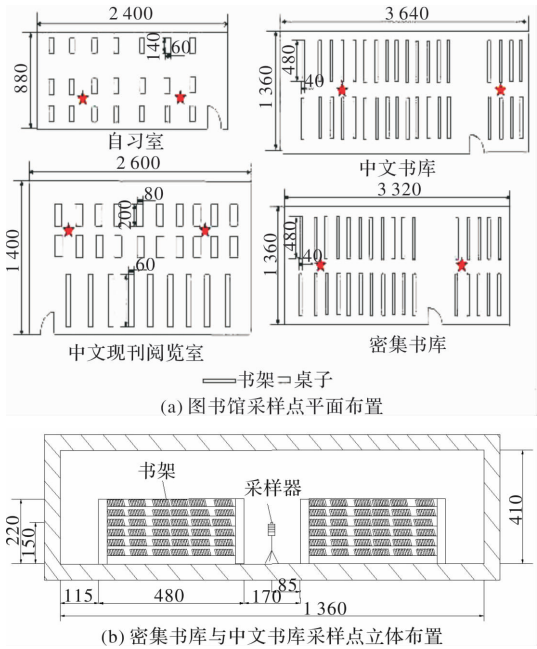 2 400
880
140
60
自习室
3 640
1 360
480
40
中文书库
2 600
1 400
80
200
60
中文现刊阅览室
3 320
1 360
480
40
密集书库
书架 桌子
(a) 图书馆采样点平面布置
书架
采样器
220
150
410
85
115 480 170
1 360
(b) 密集书库与中文书库采样点立体布置